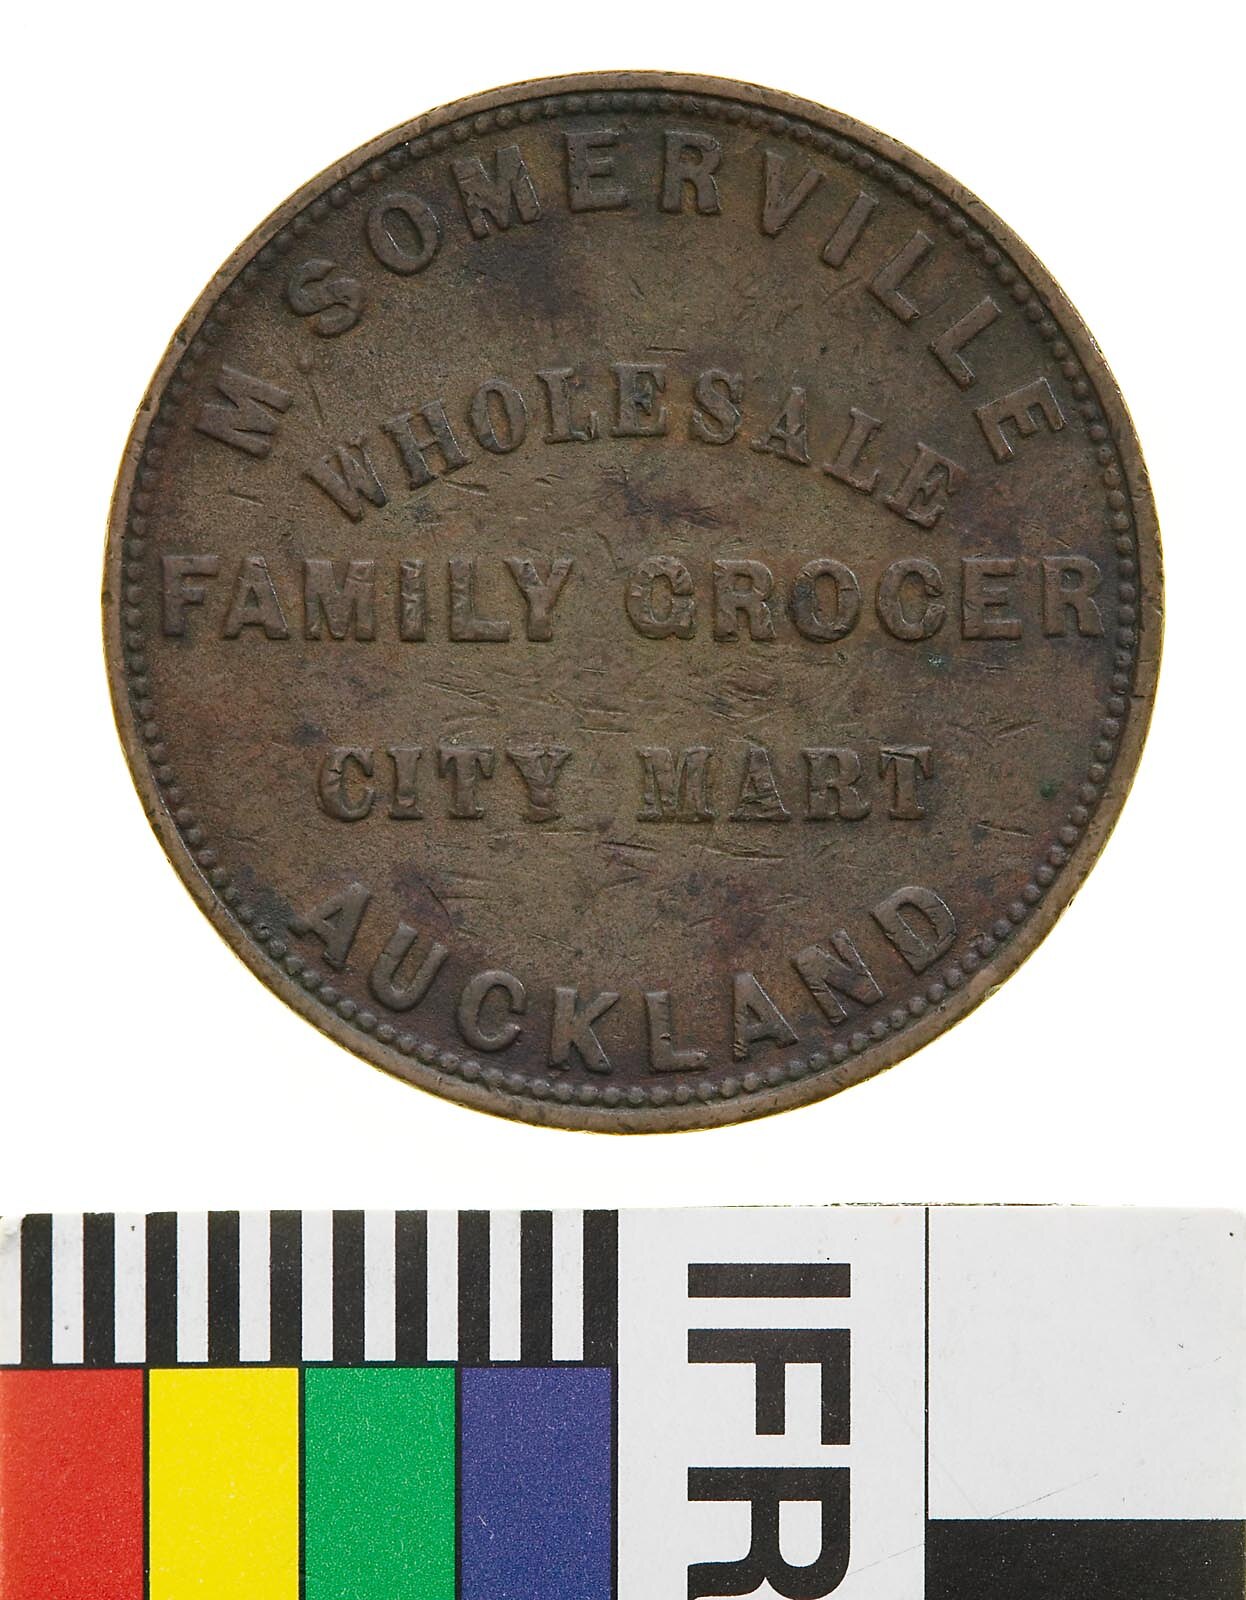 M. SOMERVILLE
WHOLESALE
FAMILY GROCER
CITY MART
AUCKLAND
IFR